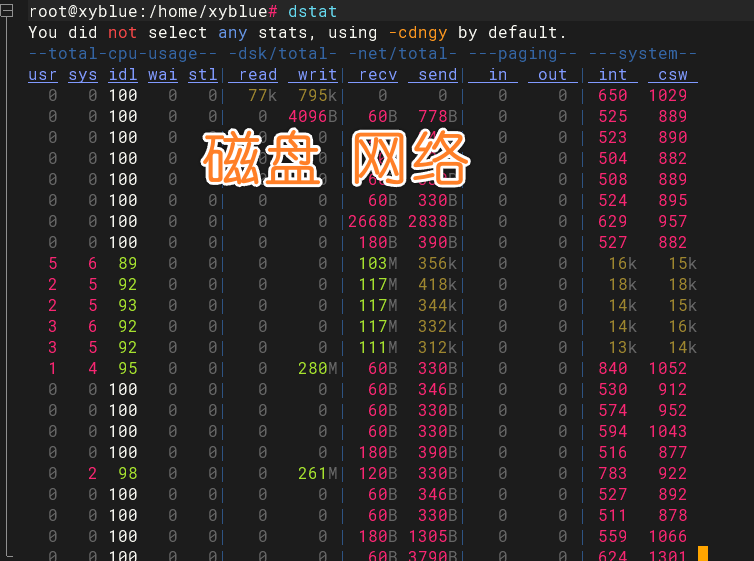 root@xyblue:/home/xyblue# dstat
You did not select any stats, using -cdngy by default.
--total-cpu-usage-- -dsk/total- -net/total- ---paging-- ---system--
usr sys idl wai stl| read  writ| recv  send|  in   out | int   csw
  0   0 100   0   0|  77k  795k|   0     0 |   0     0 | 650  1029
  0   0 100   0   0|   0  4096B|  60B  778B|   0     0 | 525   889
  0   0 100   0   0|   0     |   0     0 | 523   890
磁盘 网络
  0   0 100   0   0|   0     |   0     0 | 504   882
  0   0 100   0   0|   0     0 |   0     0 | 508   889
  0   0 100   0   0|   0     0 |  60B  330B|   0     0 | 524   895
  0   0 100   0   0|   0     0 |2668B 2838B|   0     0 | 629   957
  0   0 100   0   0|   0     0 | 180B  390B|   0     0 | 527   882
  5   6  89   0   0|   0     0 | 103M  356k|   0     0 |  16k   15k
  2   5  92   0   0|   0     0 | 117M  418k|   0     0 |  18k   18k
  2   5  93   0   0|   0     0 | 117M  344k|   0     0 |  14k   15k
  3   6  92   0   0|   0     0 | 117M  332k|   0     0 |  14k   16k
  3   5  92   0   0|   0     0 | 111M  312k|   0     0 |  13k   14k
  1   4  95   0   0|   0   280M|  60B  330B|   0     0 | 840  1052
  0   0 100   0   0|   0     0 |  60B  346B|   0     0 | 530   912
  0   0 100   0   0|   0     0 |  60B  330B|   0     0 | 574   952
  0   0 100   0   0|   0     0 |  60B  330B|   0     0 | 594  1043
  0   0 100   0   0|   0     0 | 180B  390B|   0     0 | 516   877
  0   2  98   0   0|   0   261M| 120B  330B|   0     0 | 783   922
  0   0 100   0   0|   0     0 |  60B  346B|   0     0 | 527   892
  0   0 100   0   0|   0     0 |  60B  330B|   0     0 | 511   878
  0   0 100   0   0|   0     0 | 180B 1305B|   0     0 | 559  1066
  0   0 100   0   0|   0     0 |  60B 3790B|   0     0 | 624  1301